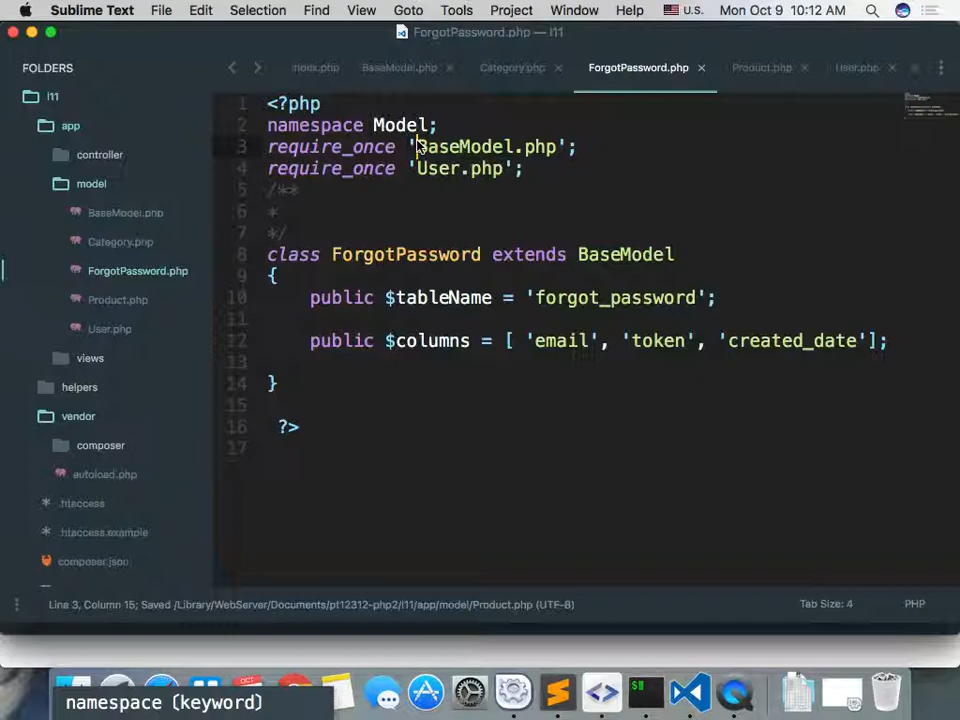 Sublime Text File Edit Selection Find View Goto Tools Project Window Help U.S. Mon Oct 9 10:12 AM
ForgotPassword.php — l11
FOLDERS
l11
app
controller
model
BaseModel.php
Category.php
ForgotPassword.php
Product.php
User.php
views
helpers
vendor
composer
autoload.php
.htaccess
.htaccess.example
composer.json
index.php BaseModel.php Category.php ForgotPassword.php Product.php User.php
1 <?php
2 namespace Model;
3 require_once 'BaseModel.php';
4 require_once 'User.php';
5 /**
6 *
7 */
8 class ForgotPassword extends BaseModel
9 {
10 public $tableName = 'forgot_password';
11
12 public $columns = [ 'email', 'token', 'created_date'];
13
14 }
15
16 ?>
17
Line 3, Column 15; Saved /Library/WebServer/Documents/pt12312-php2/l11/app/model/Product.php (UTF-8) Tab Size: 4 PHP
OCT
namespace (keyword)